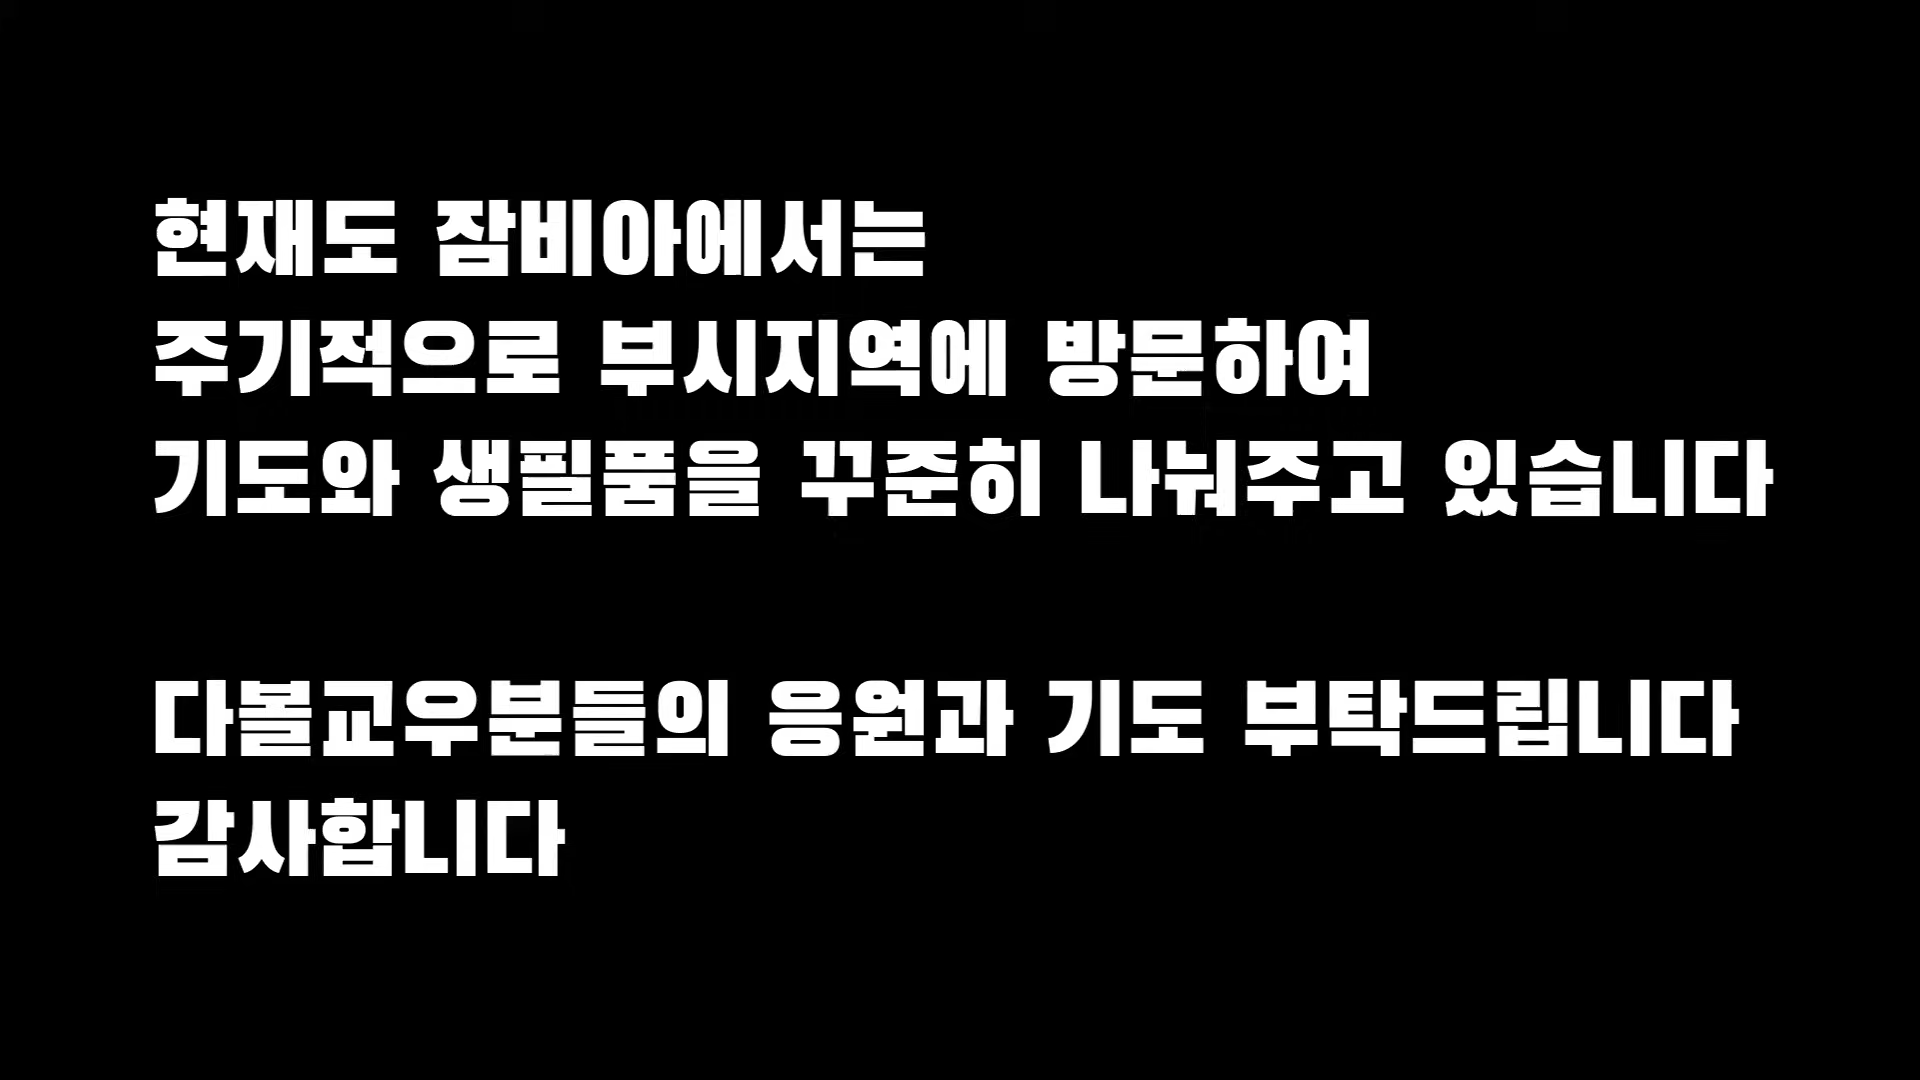 현재도 잠비아에서는
주기적으로 부시지역에 방문하여
기도와 생필품을 꾸준히 나눠주고 있습니다
다볼교우분들의 응원과 기도 부탁드립니다
감사합니다